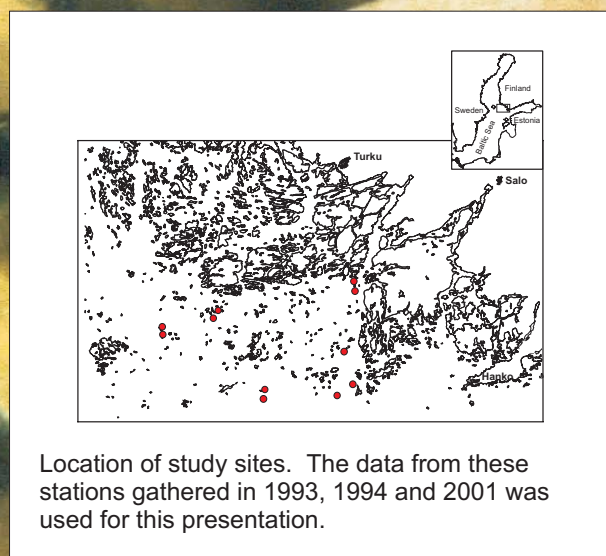 Finland
Sweden
Estonia
Baltic Sea
Turku
Salo
Hanko
Location of study sites. The data from these
stations gathered in 1993, 1994 and 2001 was
used for this presentation.